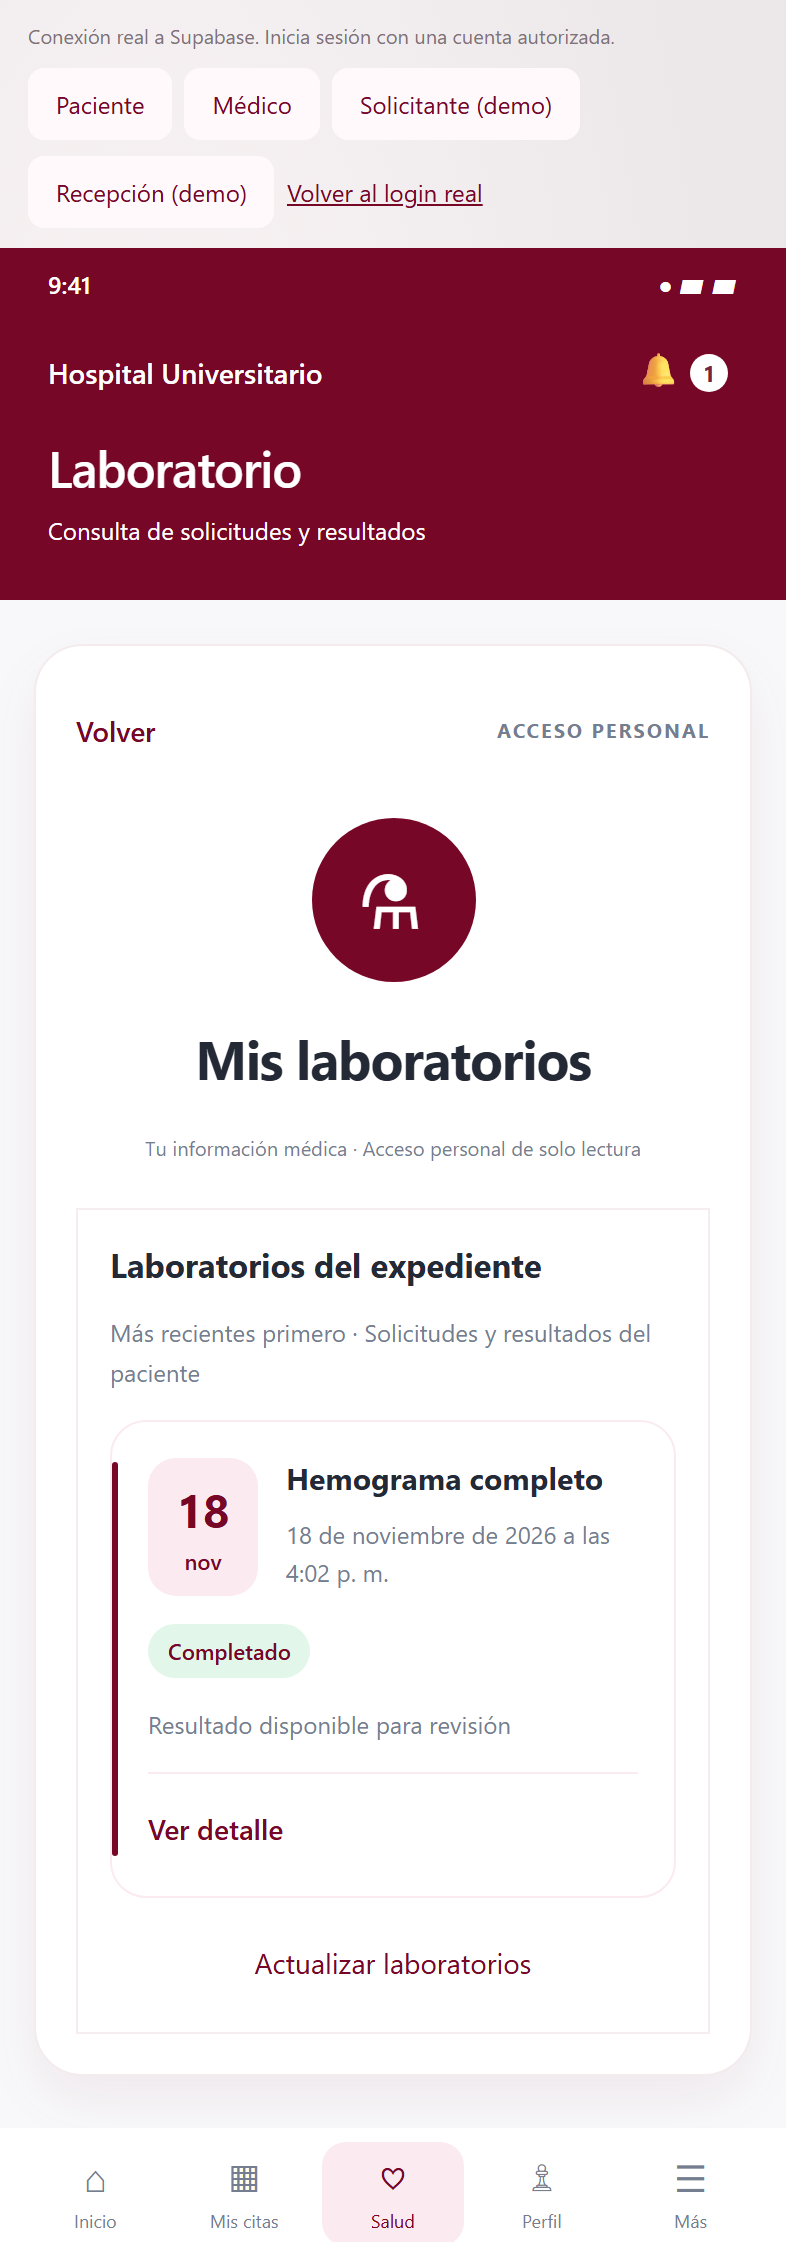 Conexión real a Supabase. Inicia sesión con una cuenta autorizada.
Paciente
Médico
Solicitante (demo)
Recepción (demo)
Volver al login real
9:41
Hospital Universitario
1
Laboratorio
Consulta de solicitudes y resultados
Volver
ACCESO PERSONAL
Mis laboratorios
Tu información médica · Acceso personal de solo lectura
Laboratorios del expediente
Más recientes primero · Solicitudes y resultados del
paciente
18
nov
Hemograma completo
18 de noviembre de 2026 a las
4:02 p. m.
Completado
Resultado disponible para revisión
Ver detalle
Actualizar laboratorios
Inicio
Mis citas
Salud
Perfil
Más